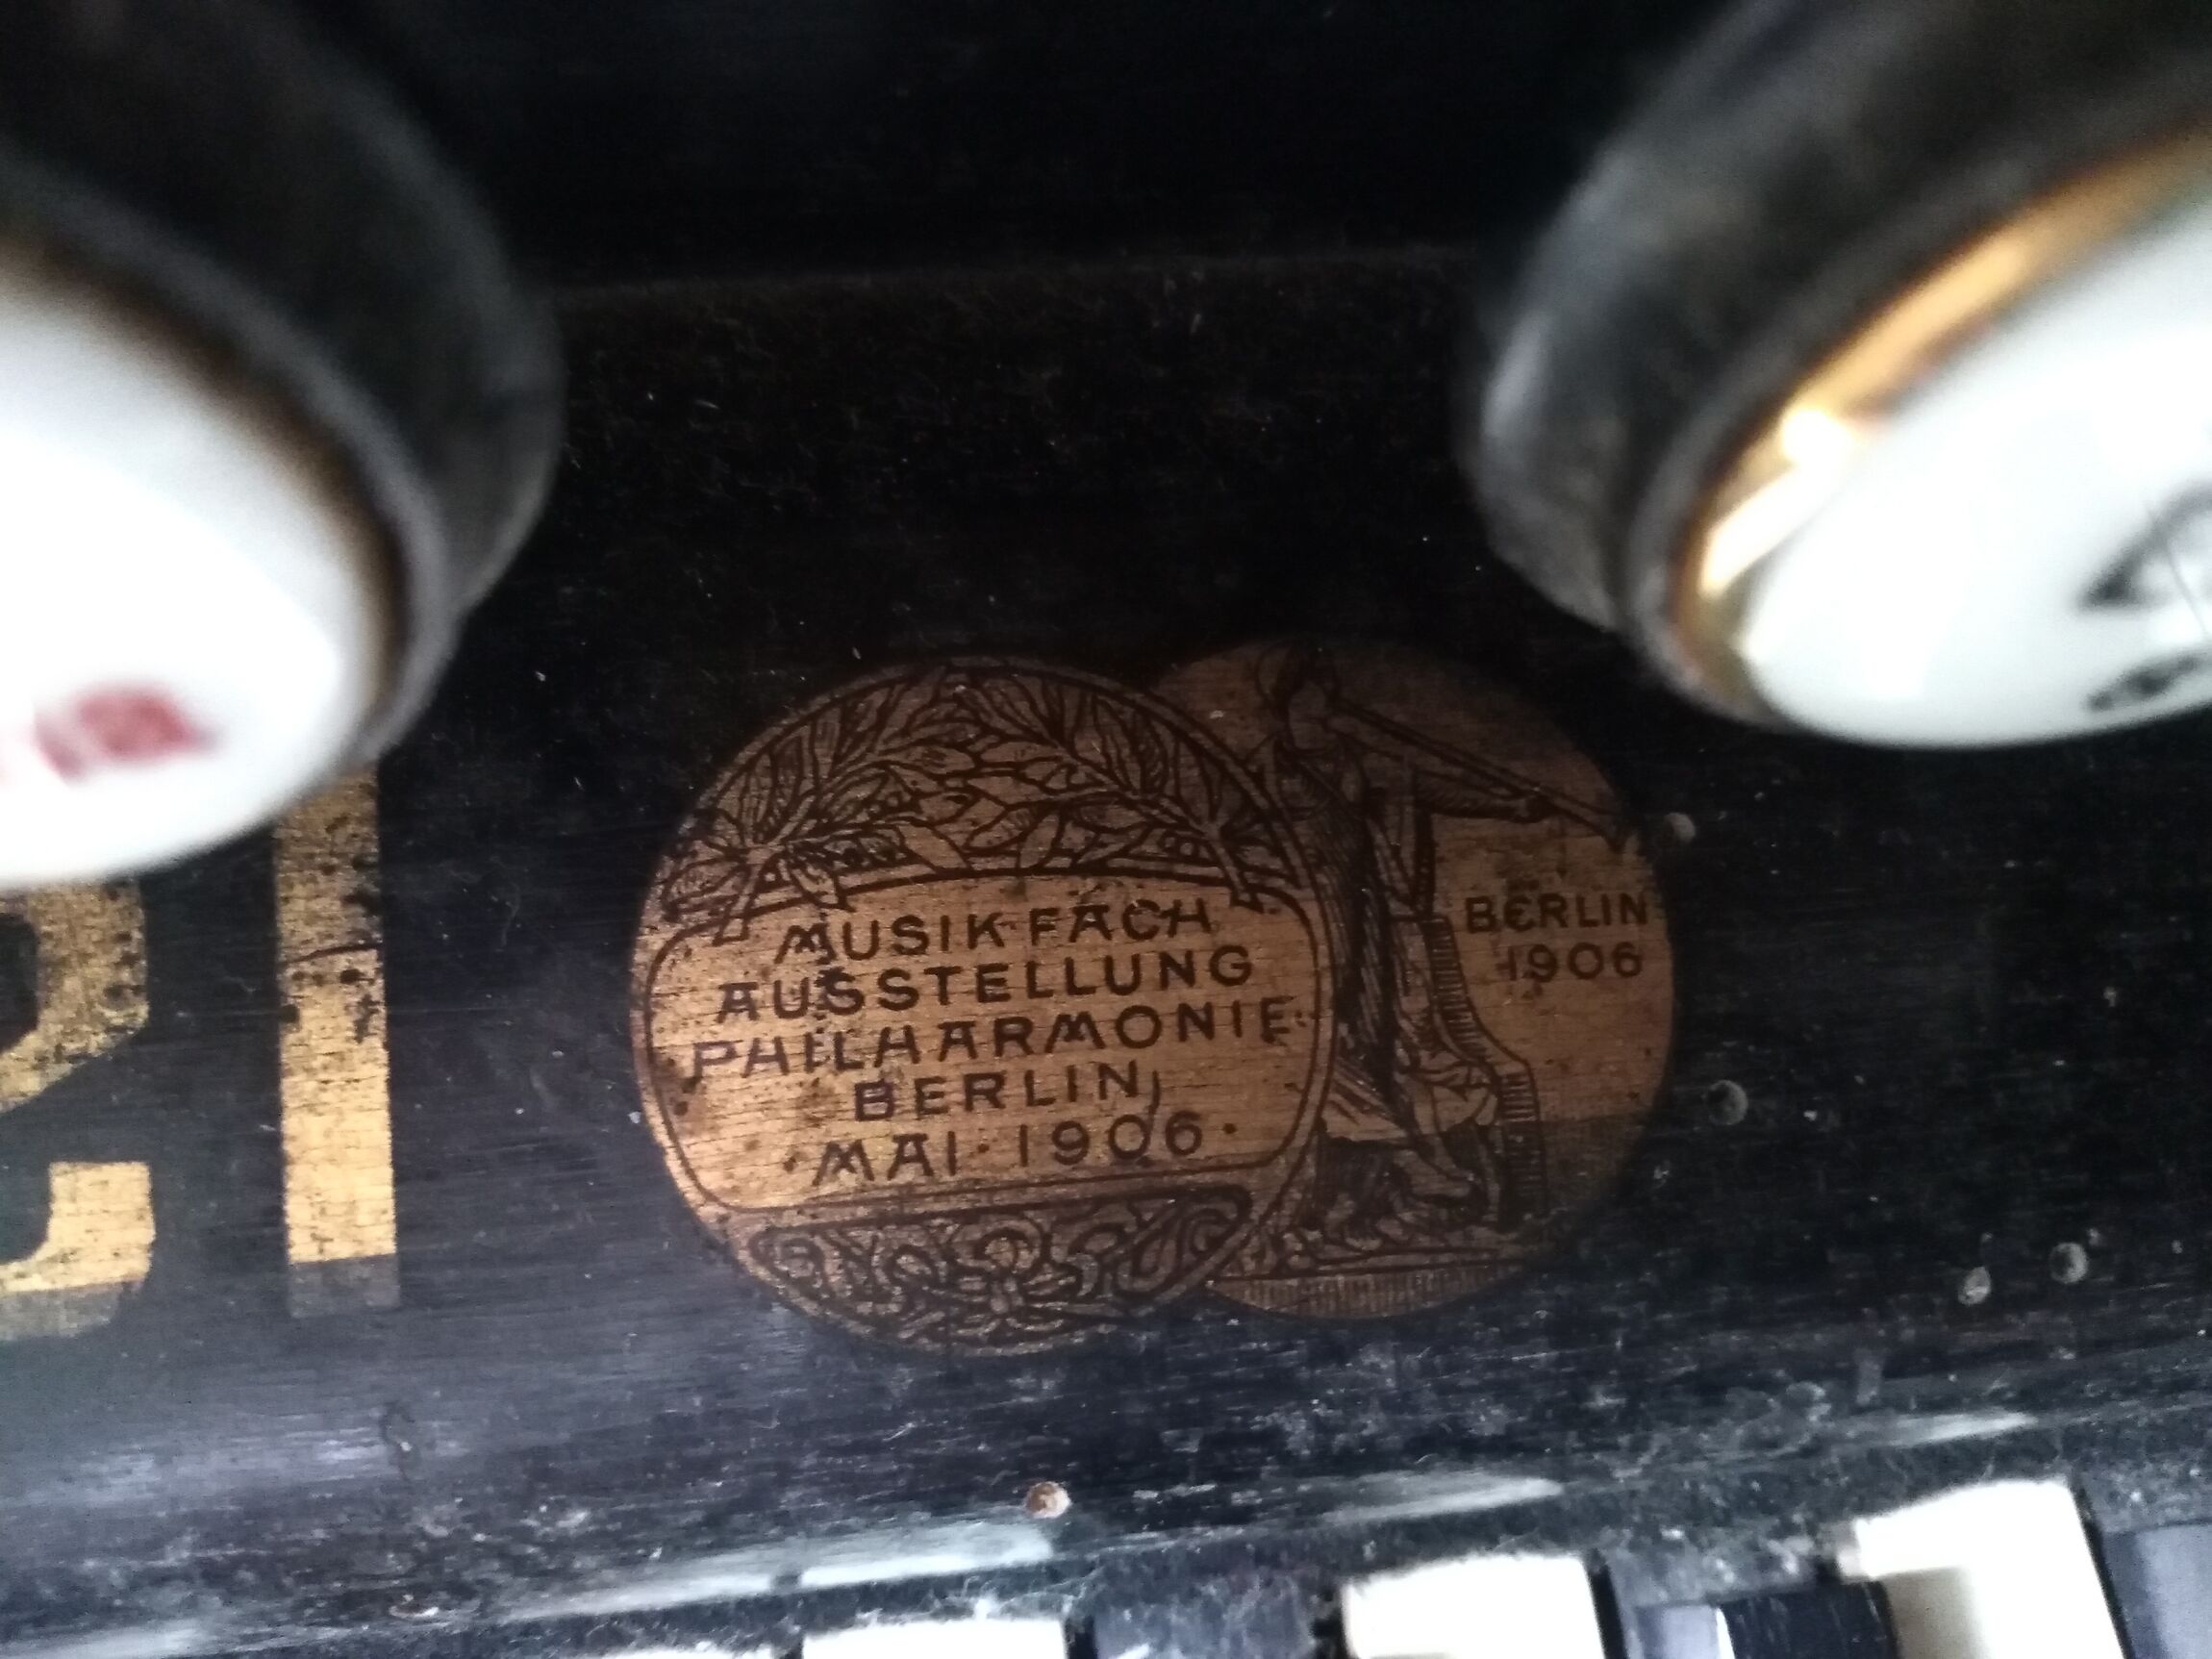 MUSIK-FACH
AUSSTELLUNG
PHILHARMONIE
BERLIN
·MAI·1906·
BERLIN
1906